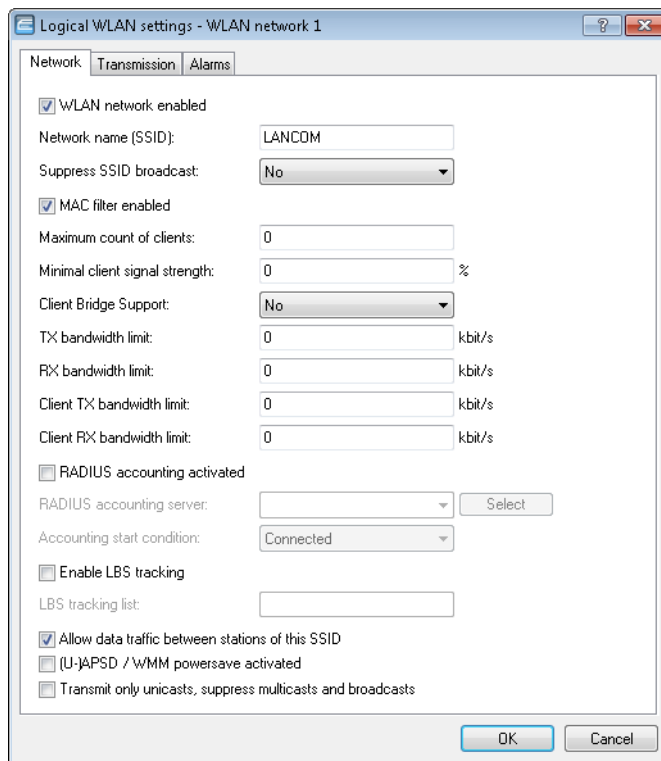 Logical WLAN settings - WLAN network 1
Network Transmission Alarms
WLAN network enabled
Network name (SSID): LANCOM
Suppress SSID broadcast: No
MAC filter enabled
Maximum count of clients: 0
Minimal client signal strength: 0 %
Client Bridge Support: No
TX bandwidth limit: 0 kbit/s
RX bandwidth limit: 0 kbit/s
Client TX bandwidth limit: 0 kbit/s
Client RX bandwidth limit: 0 kbit/s
RADIUS accounting activated
RADIUS accounting server: Select
Accounting start condition: Connected
Enable LBS tracking
LBS tracking list:
Allow data traffic between stations of this SSID
(U-)APSD / WMM powersave activated
Transmit only unicasts, suppress multicasts and broadcasts
OK Cancel